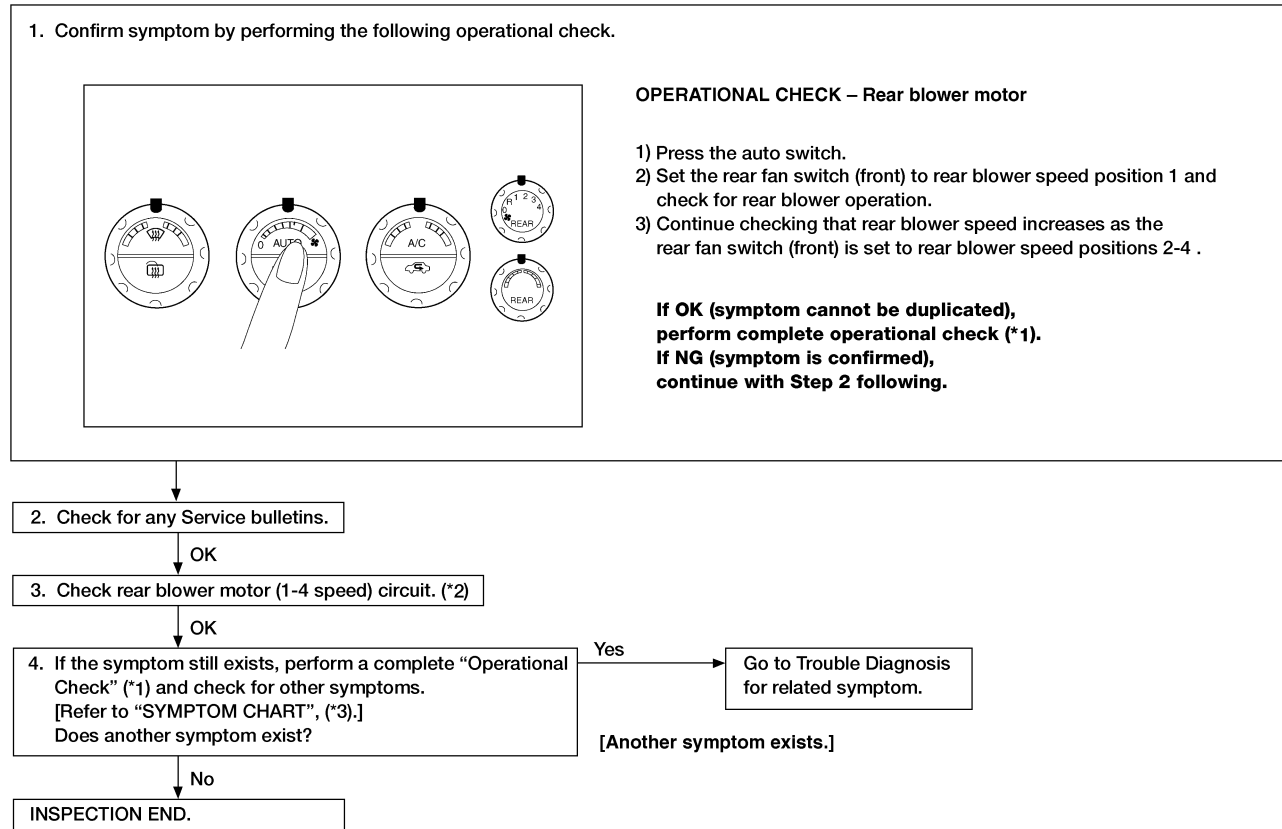 1. Confirm symptom by performing the following operational check.
0 AUTO
A/C
0 R 1 2 3 4
REAR
REAR
OPERATIONAL CHECK – Rear blower motor
1) Press the auto switch.
2) Set the rear fan switch (front) to rear blower speed position 1 and
check for rear blower operation.
3) Continue checking that rear blower speed increases as the
rear fan switch (front) is set to rear blower speed positions 2-4 .
If OK (symptom cannot be duplicated),
perform complete operational check (*1).
If NG (symptom is confirmed),
continue with Step 2 following.
2. Check for any Service bulletins.
OK
3. Check rear blower motor (1-4 speed) circuit. (*2)
OK
4. If the symptom still exists, perform a complete “Operational
Check” (*1) and check for other symptoms.
[Refer to “SYMPTOM CHART”, (*3).]
Does another symptom exist?
Yes
Go to Trouble Diagnosis
for related symptom.
[Another symptom exists.]
No
INSPECTION END.